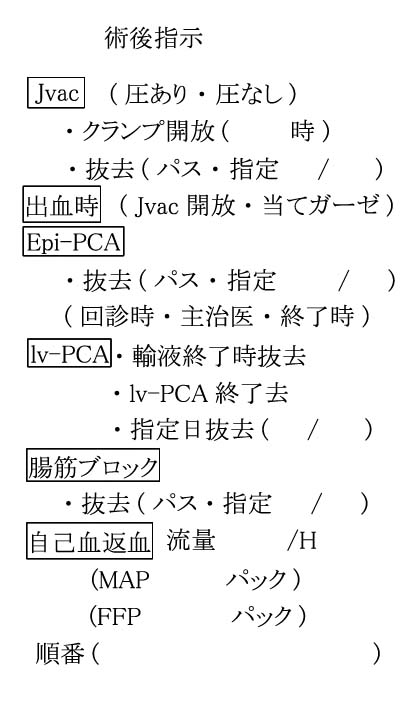 術後指示
Jvac （圧あり・圧なし）
・クランプ開放（　　時）
・抜去（パス・指定　/　）
出血時 （Jvac 開放・当てガーゼ）
Epi-PCA
・抜去（パス・指定　　/　）
（回診時・主治医・終了時）
lv-PCA・輸液終了時抜去
・lv-PCA 終了去
・指定日抜去（　/　）
腸筋ブロック
・抜去（パス・指定　/　）
自己血返血 流量　　/H
(MAP　　　パック）
(FFP　　　パック）
順番（　　　　　　　　　）